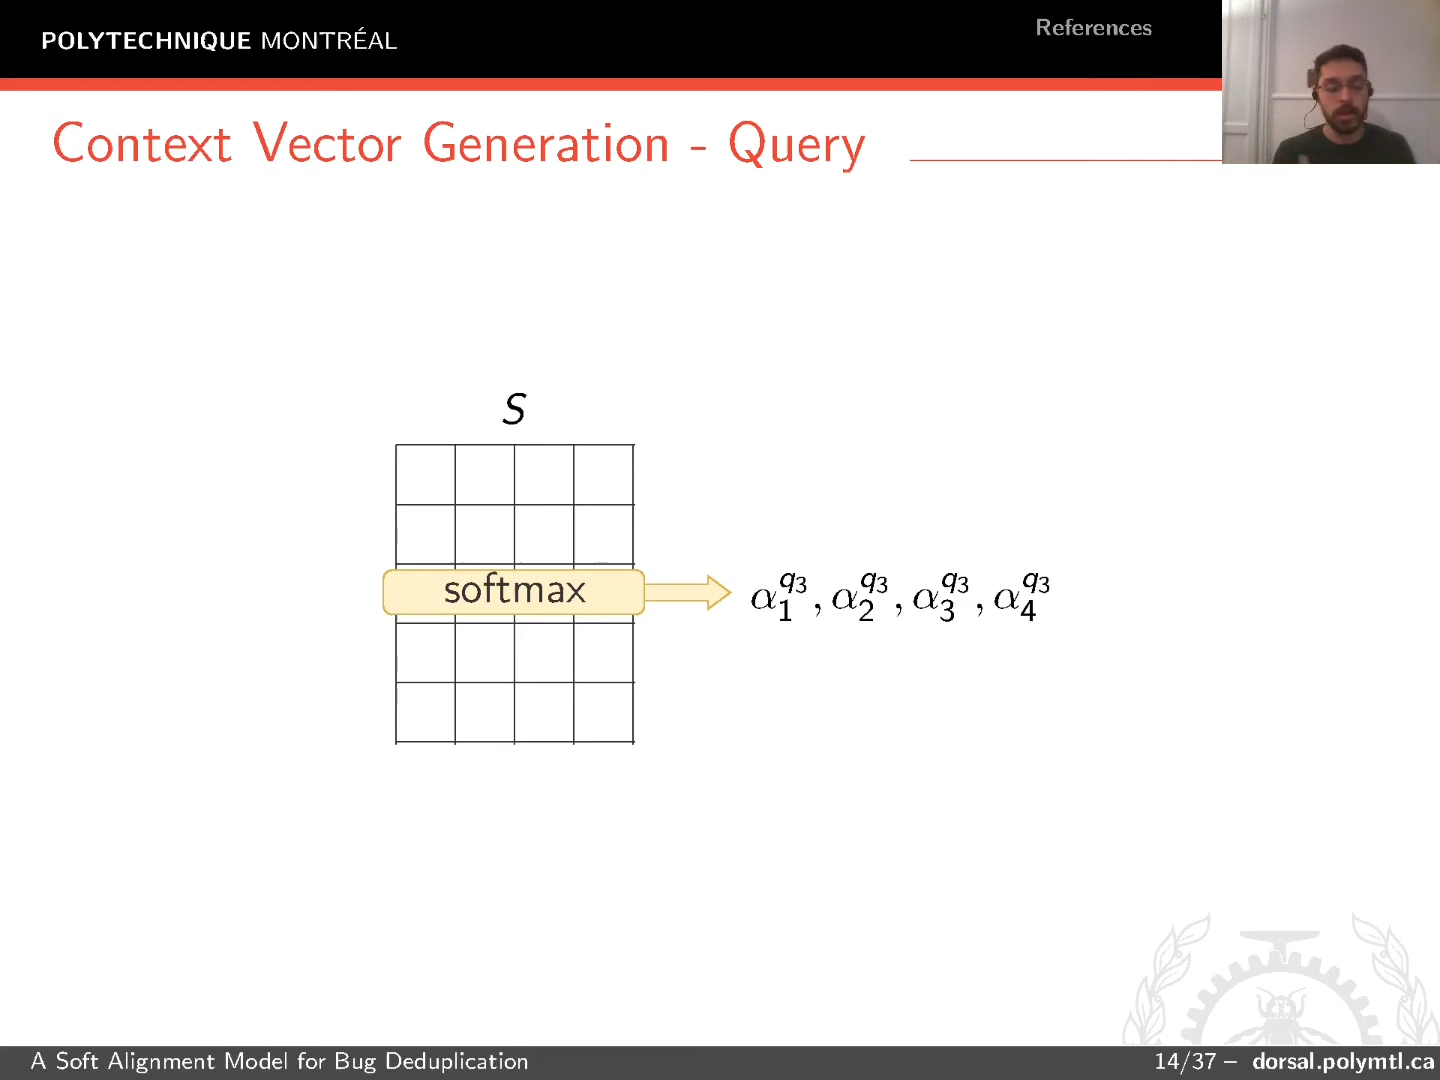 POLYTECHNIQUE MONTRÉAL
References
Context Vector Generation - Query
S
softmax
α₁^{q₃}, α₂^{q₃}, α₃^{q₃}, α₄^{q₃}
A Soft Alignment Model for Bug Deduplication
14/37 – dorsal.polymtl.ca